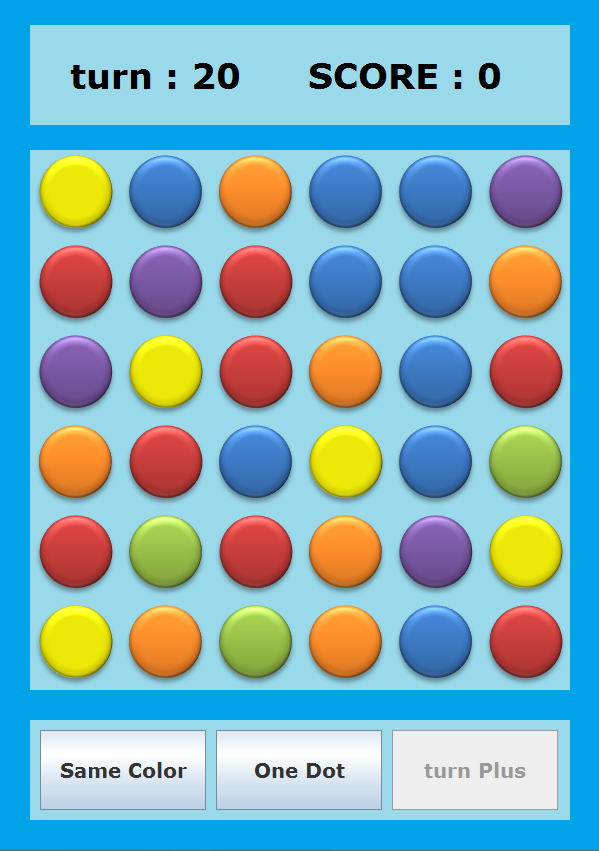 turn : 20 SCORE : 0
Same Color One Dot turn Plus